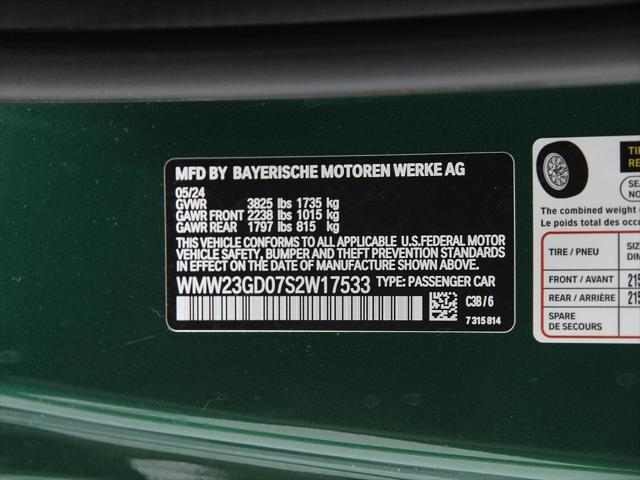 MFD BY BAYERISCHE MOTOREN WERKE AG
05/24
GVWR 3825 lbs 1735 kg
GAWR FRONT 2238 lbs 1015 kg
GAWR REAR 1797 lbs 815 kg
THIS VEHICLE CONFORMS TO ALL APPLICABLE U.S.FEDERAL MOTOR
VEHICLE SAFETY, BUMPER, AND THEFT PREVENTION STANDARDS
IN EFFECT ON THE DATE OF MANUFACTURE SHOWN ABOVE.
WMW23GD07S2W17533 TYPE: PASSENGER CAR
C3B / 6
7 315 814
The combined weight
Le poids total des
TIRE / PNEU
FRONT / AVANT 215
REAR / ARRIÈRE 215
SPARE
DE SECOURS